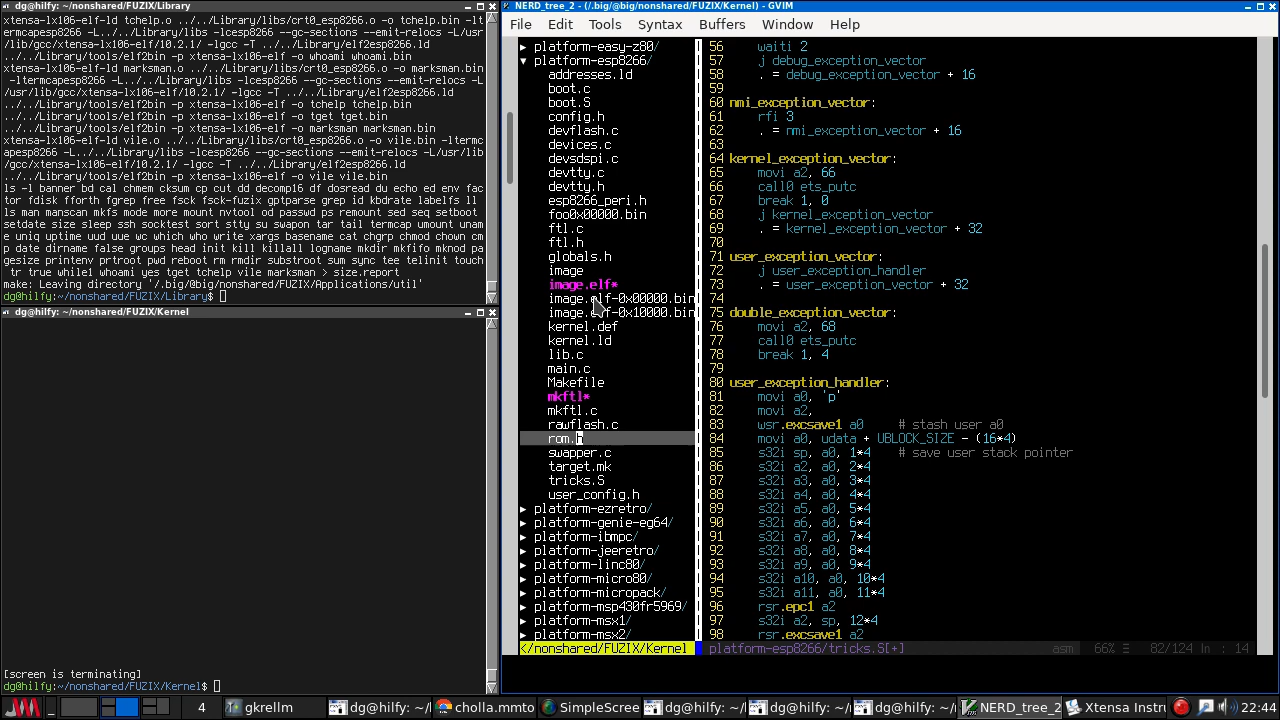 dg@hilfy: ~/nonshared/FUZIX/Library
xtensa-lx106-elf/ld tchelp.o ../../Library/libs/crt0_esp8266.o -o tchelp.bin -lt
ermcapesp8266 -L../../Library/libs -lcesp8266 --gc-sections --emit-relocs -L/usr
/lib/gcc/xtensa-lx106-elf/10.2.1/ -lgcc -T ../../Library/elf2esp8266.ld
../../Library/tools/elf2bin -p xtensa-lx106-elf -o whoami whoami.bin
xtensa-lx106-elf-ld marksman.o ../../Library/libs/crt0_esp8266.o -o marksman.bin
-ltermcapesp8266 -L../../Library/libs -lcesp8266 --gc-sections --emit-relocs -L
/usr/lib/gcc/xtensa-lx106-elf/10.2.1/ -lgcc -T ../../Library/elf2esp8266.ld
../../Library/tools/elf2bin -p xtensa-lx106-elf -o tchelp tchelp.bin
../../Library/tools/elf2bin -p xtensa-lx106-elf -o tget tget.bin
../../Library/tools/elf2bin -p xtensa-lx106-elf -o marksman marksman.bin
xtensa-lx106-elf-ld vile.o ../../Library/libs/crt0_esp8266.o -o vile.bin -ltermc
apesp8266 -L../../Library/libs -lcesp8266 --gc-sections --emit-relocs -L/usr/lib
/gcc/xtensa-lx106-elf/10.2.1/ -lgcc -T ../../Library/elf2esp8266.ld
../../Library/tools/elf2bin -p xtensa-lx106-elf -o vile vile.bin
ls -l banner bd cal chmem cksum cp cut dd decomp16 df dosread du echo ed env fac
tor fdisk fforth fgrep free fsck fsck-fuzix gptparse grep id kbdrate labelfs ll
ls man manscan mkfs mode more mount nvtool od passwd ps remount sed seq setboot
setdate size sleep ssh socktest sort stty su swapon tar tail termcap umount unam
e uniq uptime uud uue wc which who write xargs basename cat chgrp chmod chown cm
p date dirname false groups head init kill killall logname mkdir mkfifo mknod pa
gesize printenv prtroot pwd reboot rm rmdir substroot sum sync tee telinit touch
tr true while1 whoami yes tget tchelp vile marksman > size.report
make: Leaving directory '/.big/@big/nonshared/FUZIX/Applications/util'
dg@hilfy:~/nonshared/FUZIX/Library$
dg@hilfy: ~/nonshared/FUZIX/Kernel
[screen is terminating]
dg@hilfy:~/nonshared/FUZIX/Kernel$
NERD_tree_2 - (/.big/@big/nonshared/FUZIX/Kernel) - GVIM
File Edit Tools Syntax Buffers Window Help
▶ platform-easy-z80/
▼ platform-esp8266/
addresses.ld
boot.c
boot.S
config.h
devflash.c
devices.c
devsdspi.c
devtty.c
devtty.h
esp8266_peri.h
foo0x00000.bin
ftl.c
ftl.h
globals.h
image
image.elf*
image.elf-0x00000.bin
image.elf-0x10000.bin
kernel.def
kernel.ld
lib.c
main.c
Makefile
mkftl*
mkftl.c
rawflash.c
swapper.c
target.mk
tricks.S
user_config.h
▶ platform-ezretro/
▶ platform-genie-eg64/
▶ platform-ibmpc/
▶ platform-jeeretro/
▶ platform-linc80/
▶ platform-micro80/
▶ platform-micropack/
▶ platform-msp430fr5969/
▶ platform-msx1/
▶ platform-msx2/
</nonshared/FUZIX/Kernel
56 waiti 2
57 j debug_exception_vector
58 . = debug_exception_vector + 16
59
60 nmi_exception_vector:
61 rfi 3
62 . = nmi_exception_vector + 16
63
64 kernel_exception_vector:
65 movi a2, 66
66 call0 ets_putc
67 break 1, 0
68 j kernel_exception_vector
69 . = kernel_exception_vector + 32
70
71 user_exception_vector:
72 j user_exception_handler
73 . = user_exception_vector + 32
74
75 double_exception_vector:
76 movi a2, 68
77 call0 ets_putc
78 break 1, 4
79
80 user_exception_handler:
81 movi a0, 'p'
82 movi a2,
83 wsr.excsave1 a0 # stash user a0
84 movi a0, udata + UBLOCK_SIZE - (16*4)
85 s32i sp, a0, 1*4 # save user stack pointer
86 s32i a2, a0, 2*4
87 s32i a3, a0, 3*4
88 s32i a4, a0, 4*4
89 s32i a5, a0, 5*4
90 s32i a6, a0, 6*4
91 s32i a7, a0, 7*4
92 s32i a8, a0, 8*4
93 s32i a9, a0, 9*4
94 s32i a10, a0, 10*4
95 s32i a11, a0, 11*4
96 rsr.epc1 a2
97 s32i a2, sp, 12*4
98 rsr.excsave1 a2
platform-esp8266/tricks.S[+] asm 66% ☰ 82/124 ln : 14
4 gkrellm dg@hilfy: ~/ cholla.mmto SimpleScree dg@hilfy: ~/ dg@hilfy: ~/ dg@hilfy: ~/ NERD_tree_2 Xtensa Instr 22:44